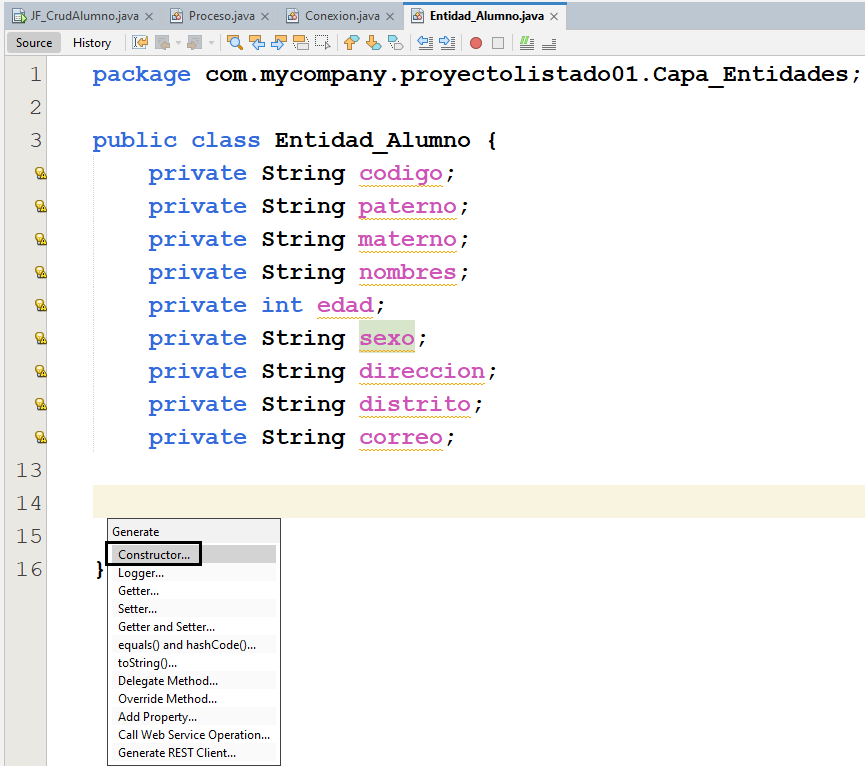 JF_CrudAlumno.java Proceso.java Conexion.java Entidad_Alumno.java
Source History
1 package com.mycompany.proyectolistado01.Capa_Entidades;
2
3 public class Entidad_Alumno {
private String codigo;
private String paterno;
private String materno;
private String nombres;
private int edad;
private String sexo;
private String direccion;
private String distrito;
private String correo;
13
14
15
16 }
Generate
Constructor...
Logger...
Getter...
Setter...
Getter and Setter...
equals() and hashCode()...
toString()...
Delegate Method...
Override Method...
Add Property...
Call Web Service Operation...
Generate REST Client...